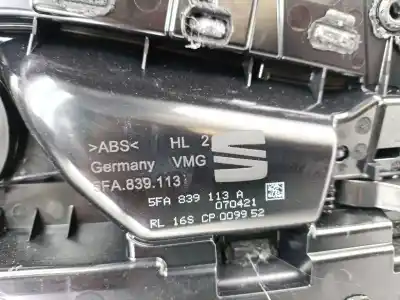 >ABS< HL 2
Germany VMG
5FA.839.113
5FA 839 113 A
070421
RL 16S CP 0099 52